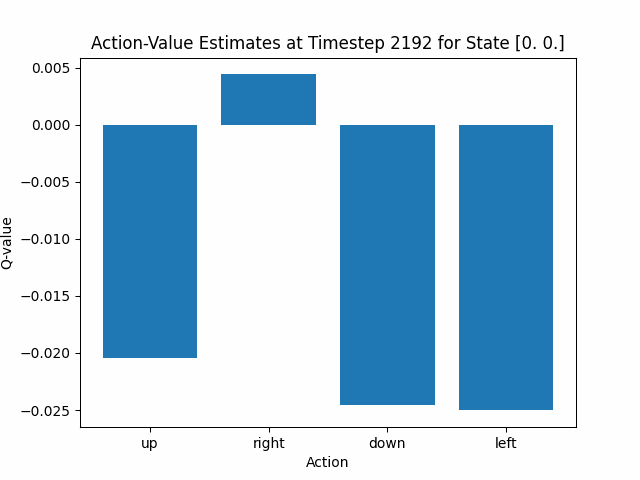 Action-Value Estimates at Timestep 2192 for State [0. 0.]
0.005
0.000
−0.005
−0.010
−0.015
−0.020
−0.025
Q-value
up right down left
Action